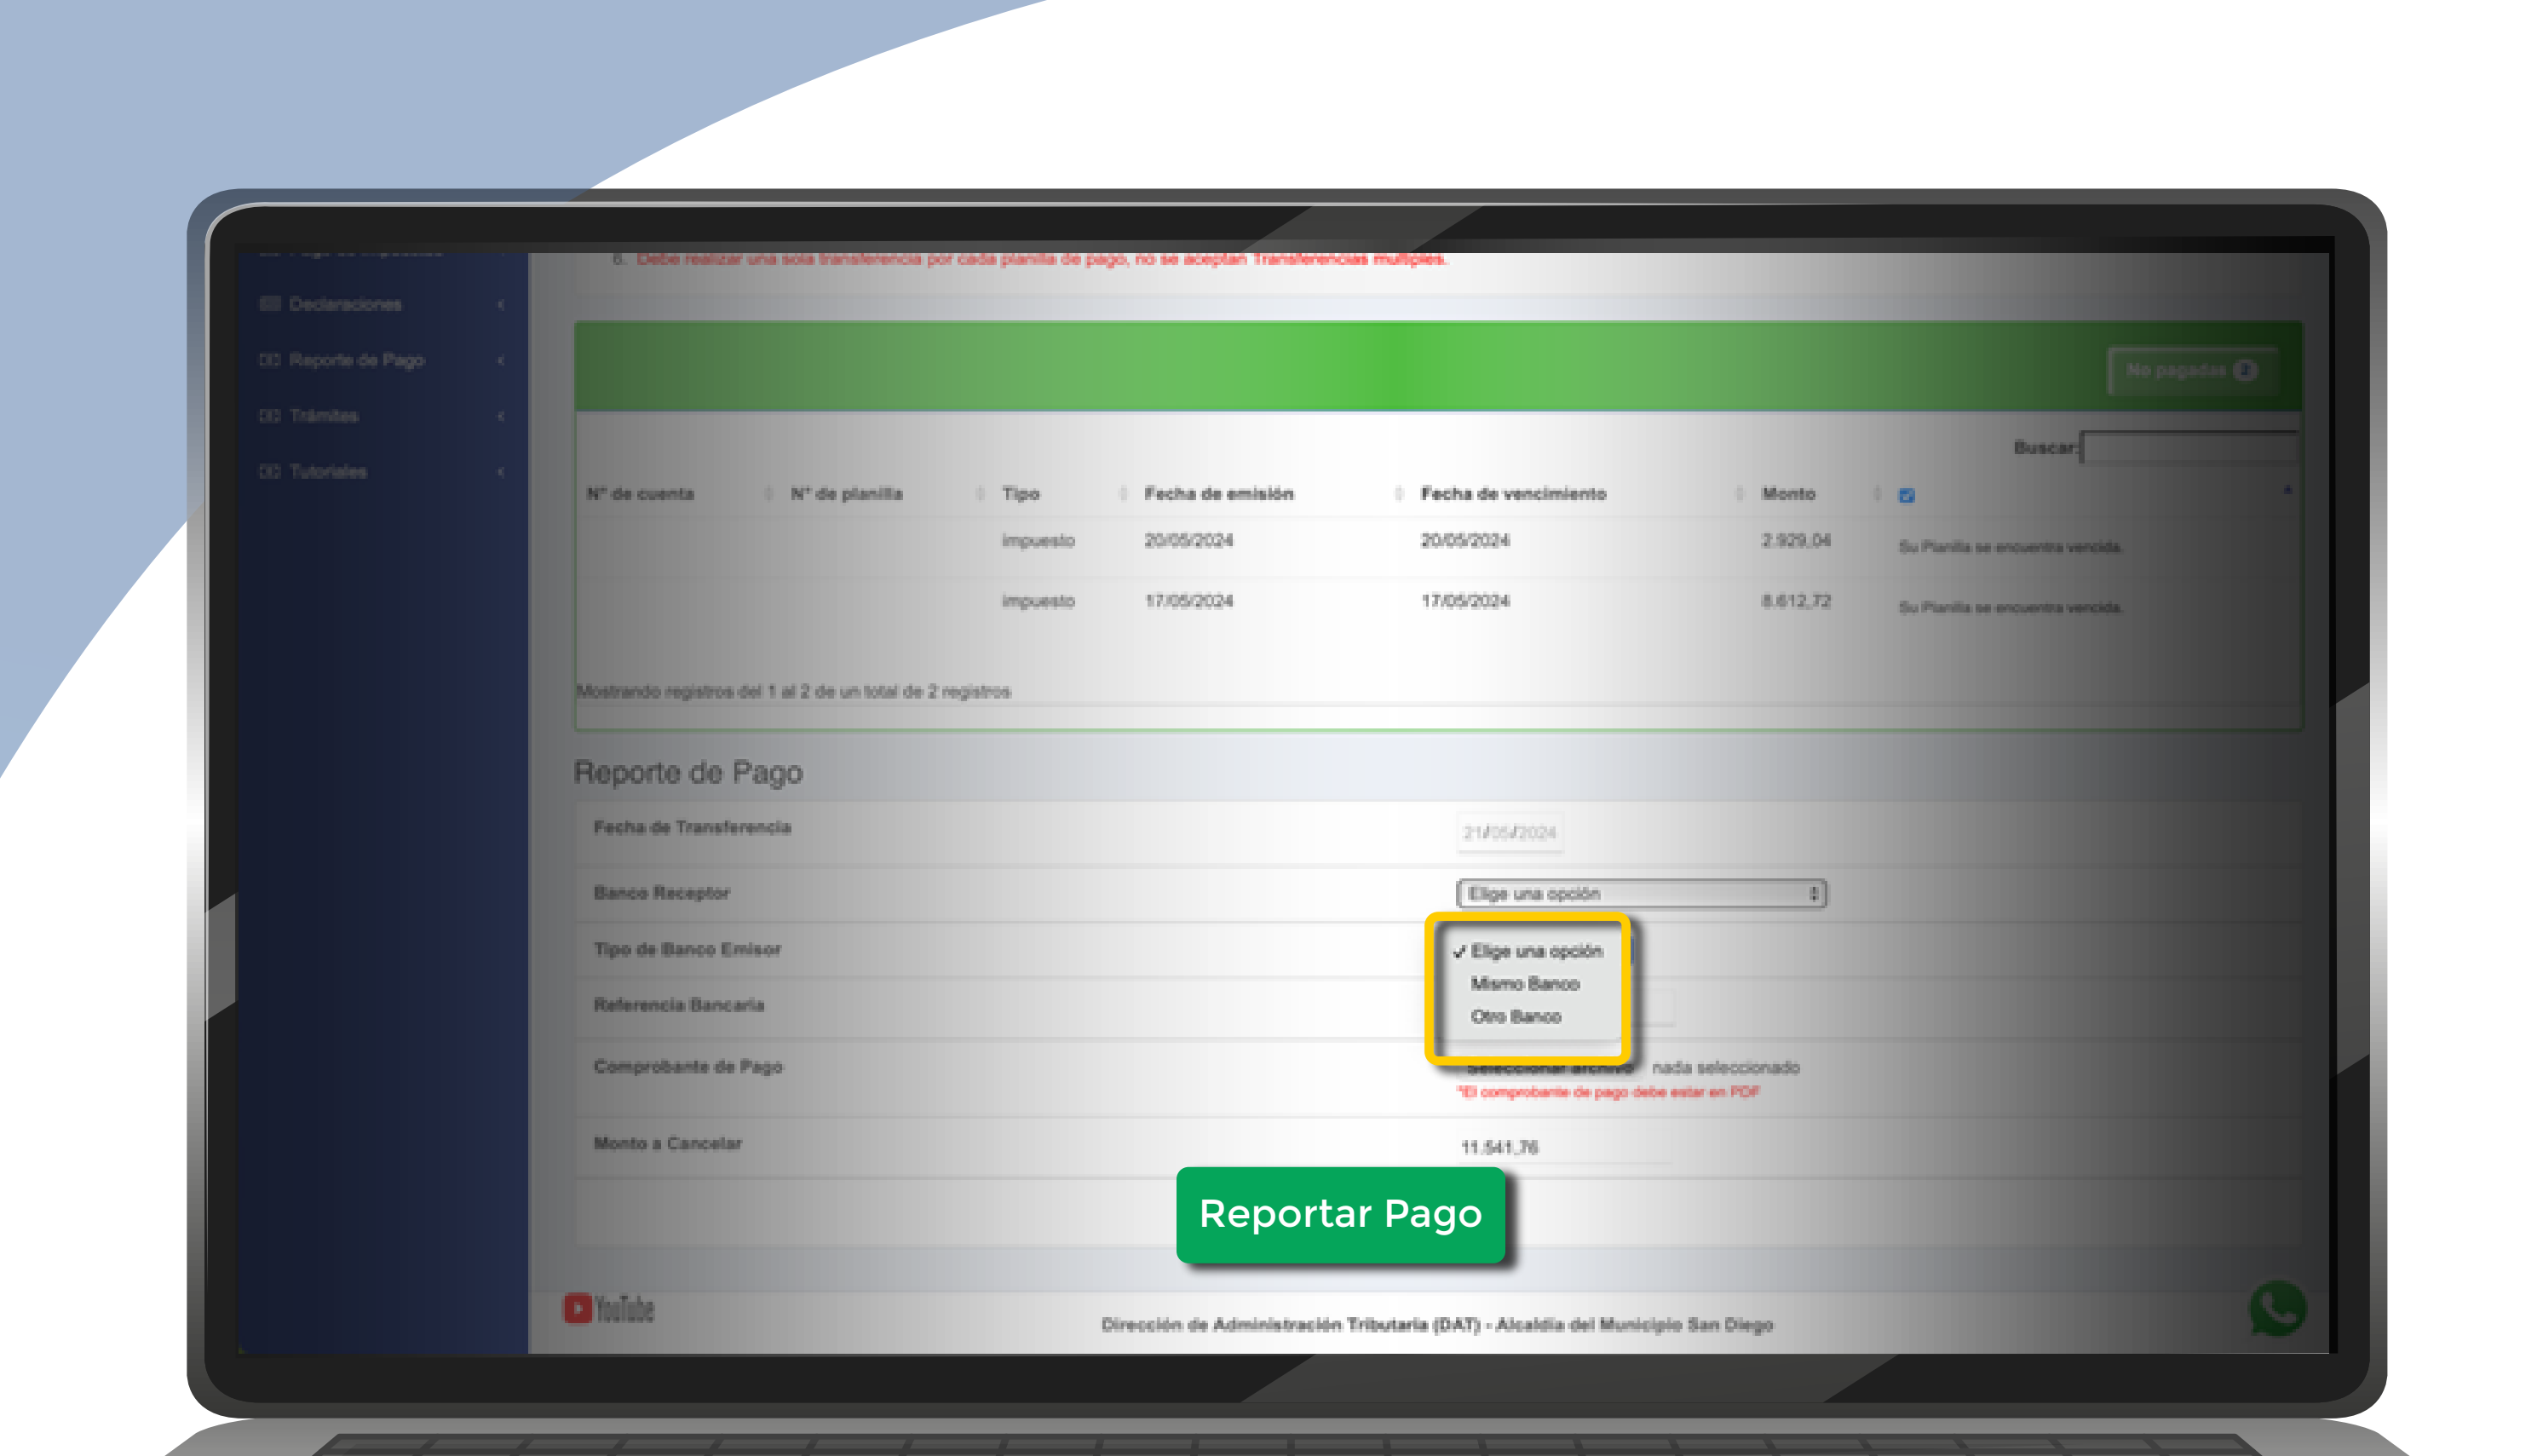 6. Debe realizar una sola transferencia por cada planilla de pago, no se aceptan Transferencias multiples.
Declaraciones
Reporte de Pago
Trámites
Tutoriales
No pagadas 2
Buscar:
N° de cuenta N° de planilla Tipo Fecha de emisión Fecha de vencimiento Monto
impuesto 20/05/2024 20/05/2024 2.929,04 Su Planilla se encuentra vencida.
impuesto 17/05/2024 17/05/2024 8.612,72 Su Planilla se encuentra vencida.
Mostrando registros del 1 al 2 de un total de 2 registros
Reporte de Pago
Fecha de Transferencia 21/05/2024
Banco Receptor Elige una opción
Tipo de Banco Emisor ✓ Elige una opción
Mismo Banco
Referencia Bancaria Otro Banco
Comprobante de Pago Seleccionar archivo nada seleccionado
*El comprobante de pago debe estar en PDF
Monto a Cancelar 11.541,76
Reportar Pago
YouTube
Dirección de Administración Tributaria (DAT) - Alcaldía del Municipio San Diego